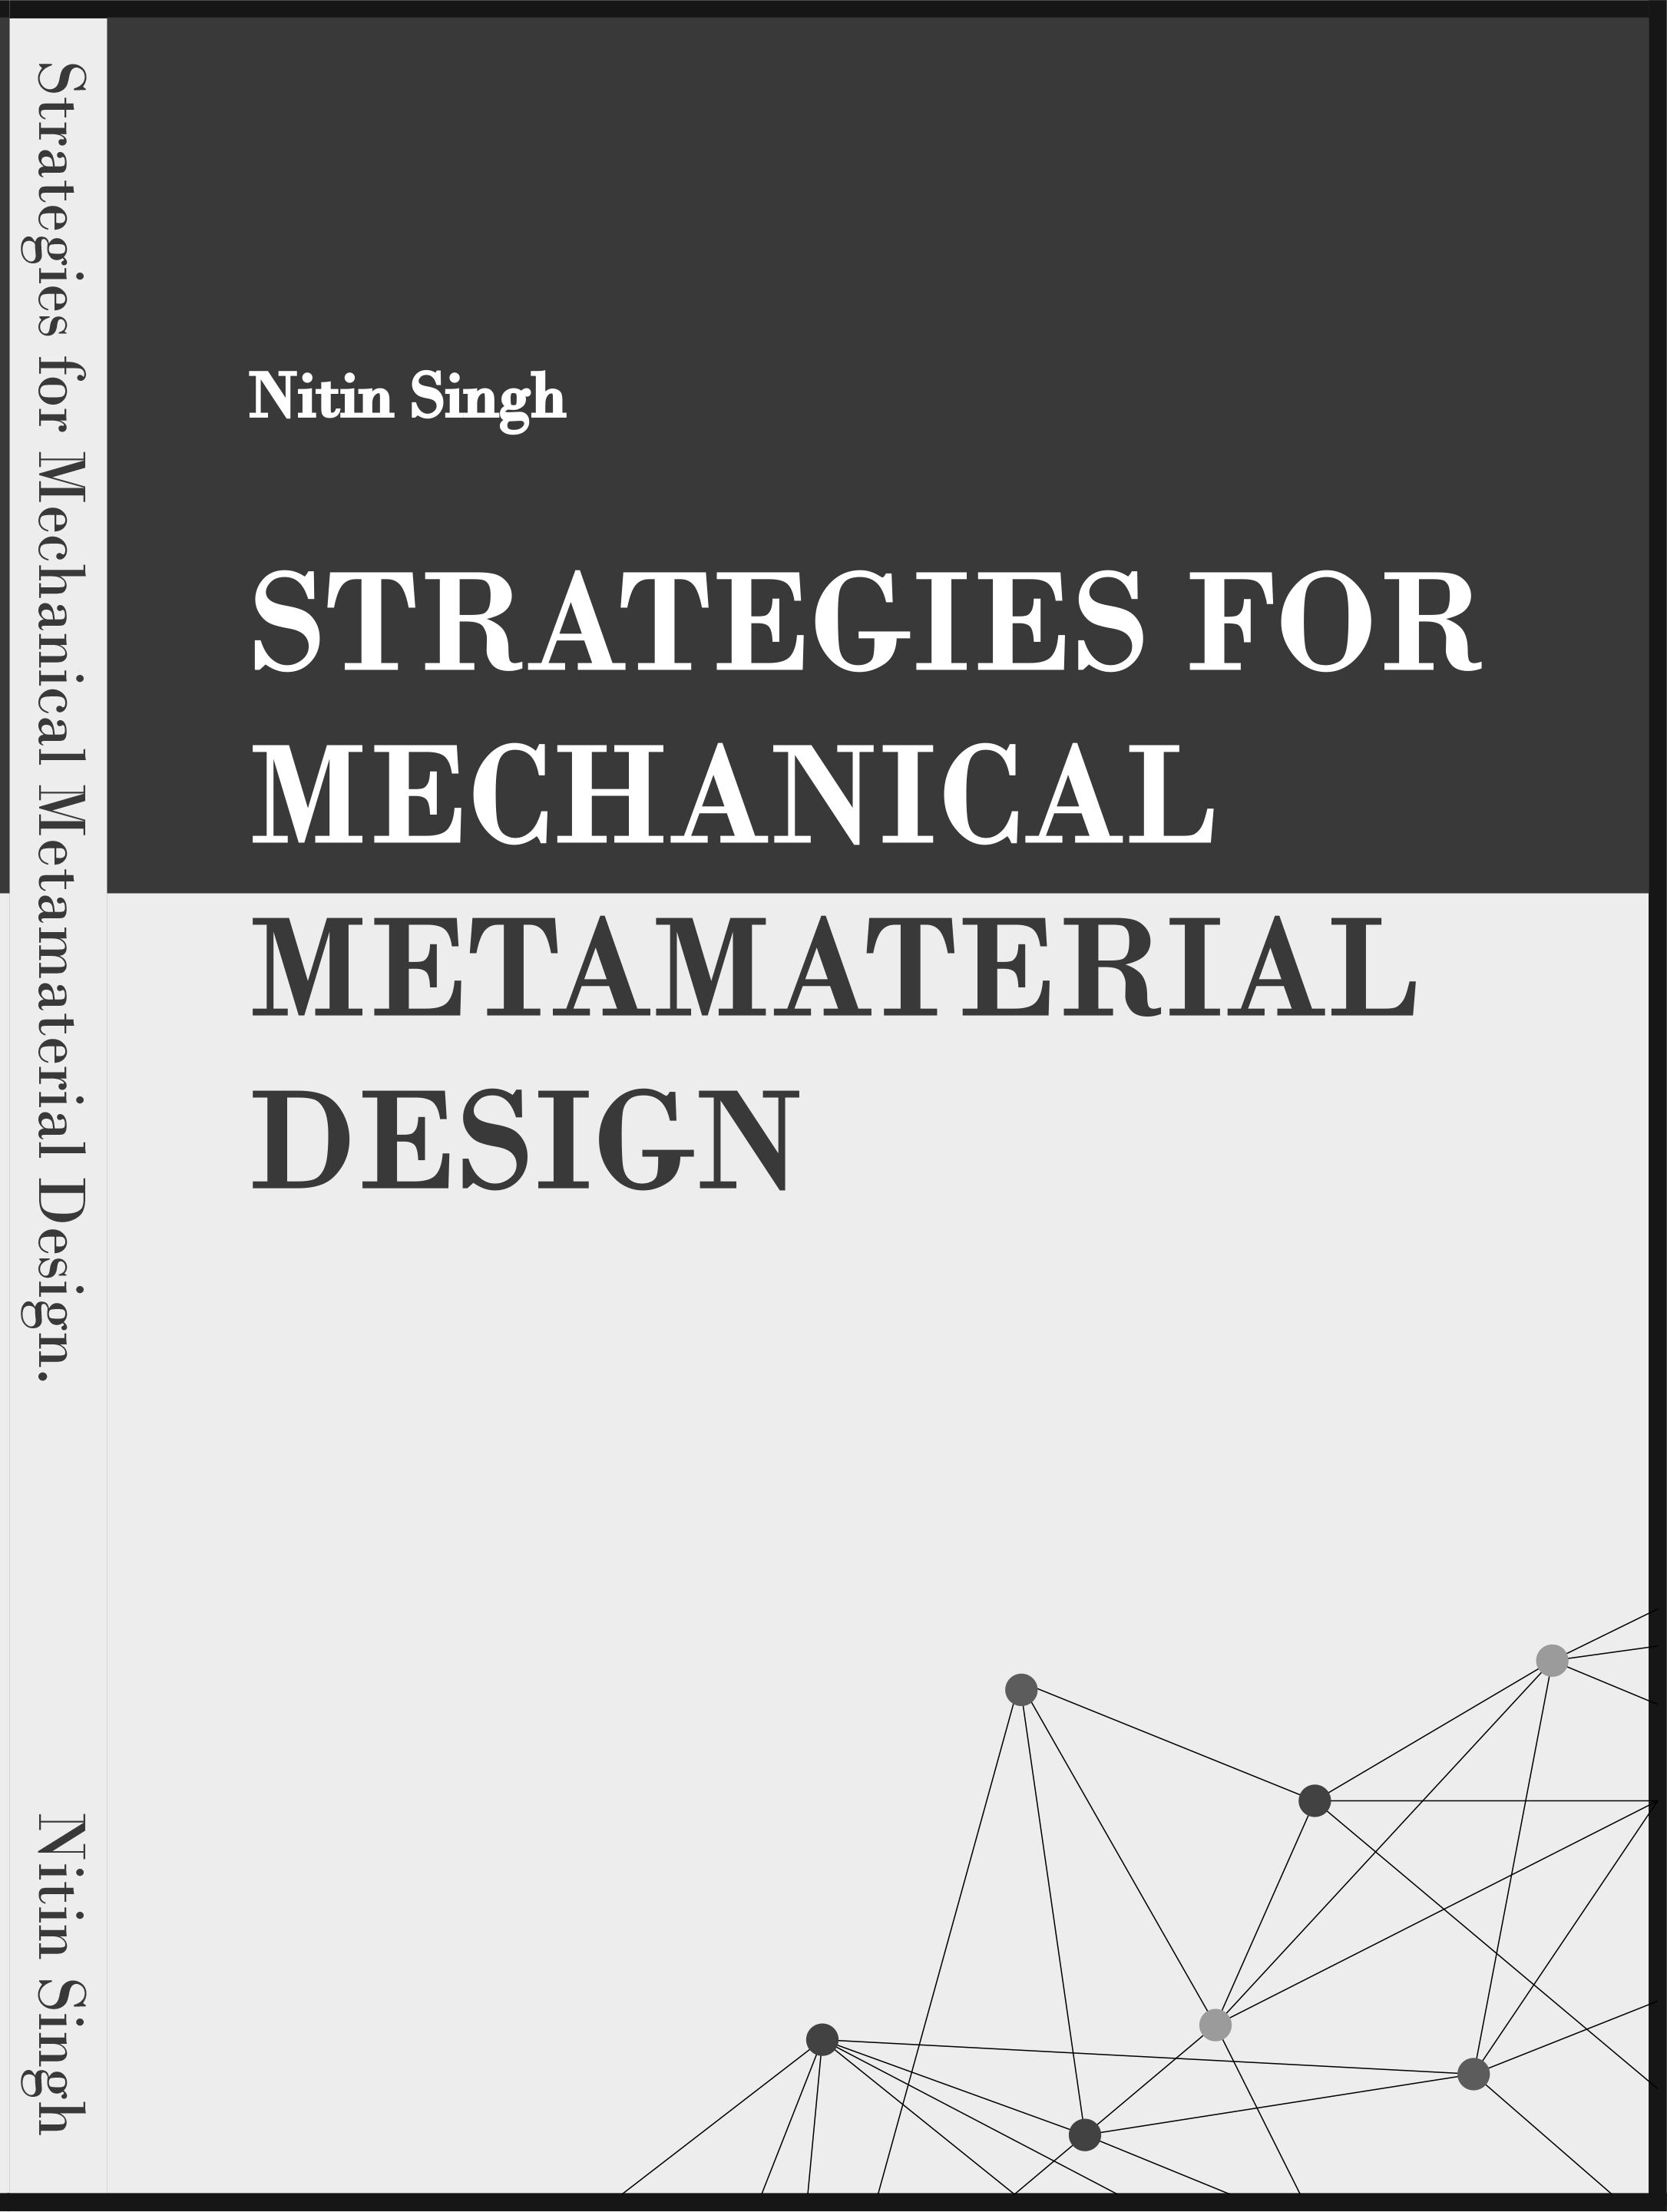 Strategies for Mechanical Metamaterial Design.
Nitin Singh
Nitin Singh
STRATEGIES FOR
MECHANICAL
METAMATERIAL
DESIGN